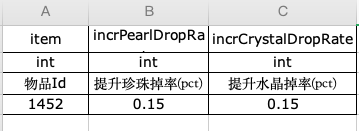 A B C
item incrPearlDropRa incrCrystalDropRate
int int int
物品Id 提升珍珠掉率(pct) 提升水晶掉率(pct)
1452 0.15 0.15